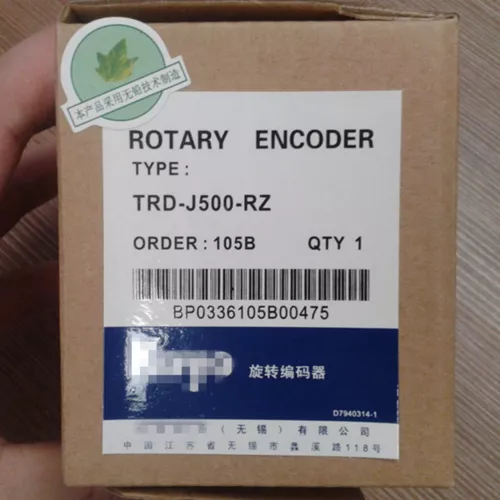 本产品采用无铅技术制造
ROTARY ENCODER
TYPE :
TRD-J500-RZ
ORDER : 105B QTY 1
BP0336105B00475
旋转编码器
D7940314-1
（无锡）有限公司
中国江苏省无锡市蠡溪路118号